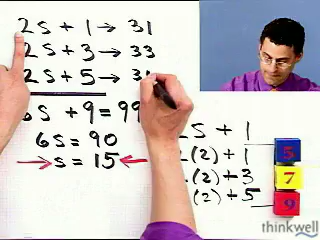 2S + 1 → 31
2S + 3 → 33
2S + 5 → 3
6S + 9 = 99
6S = 90
→ S = 15 ←
2S + 1
(2) + 1
(2) + 3
(2) + 5
5
7
9
thinkwell